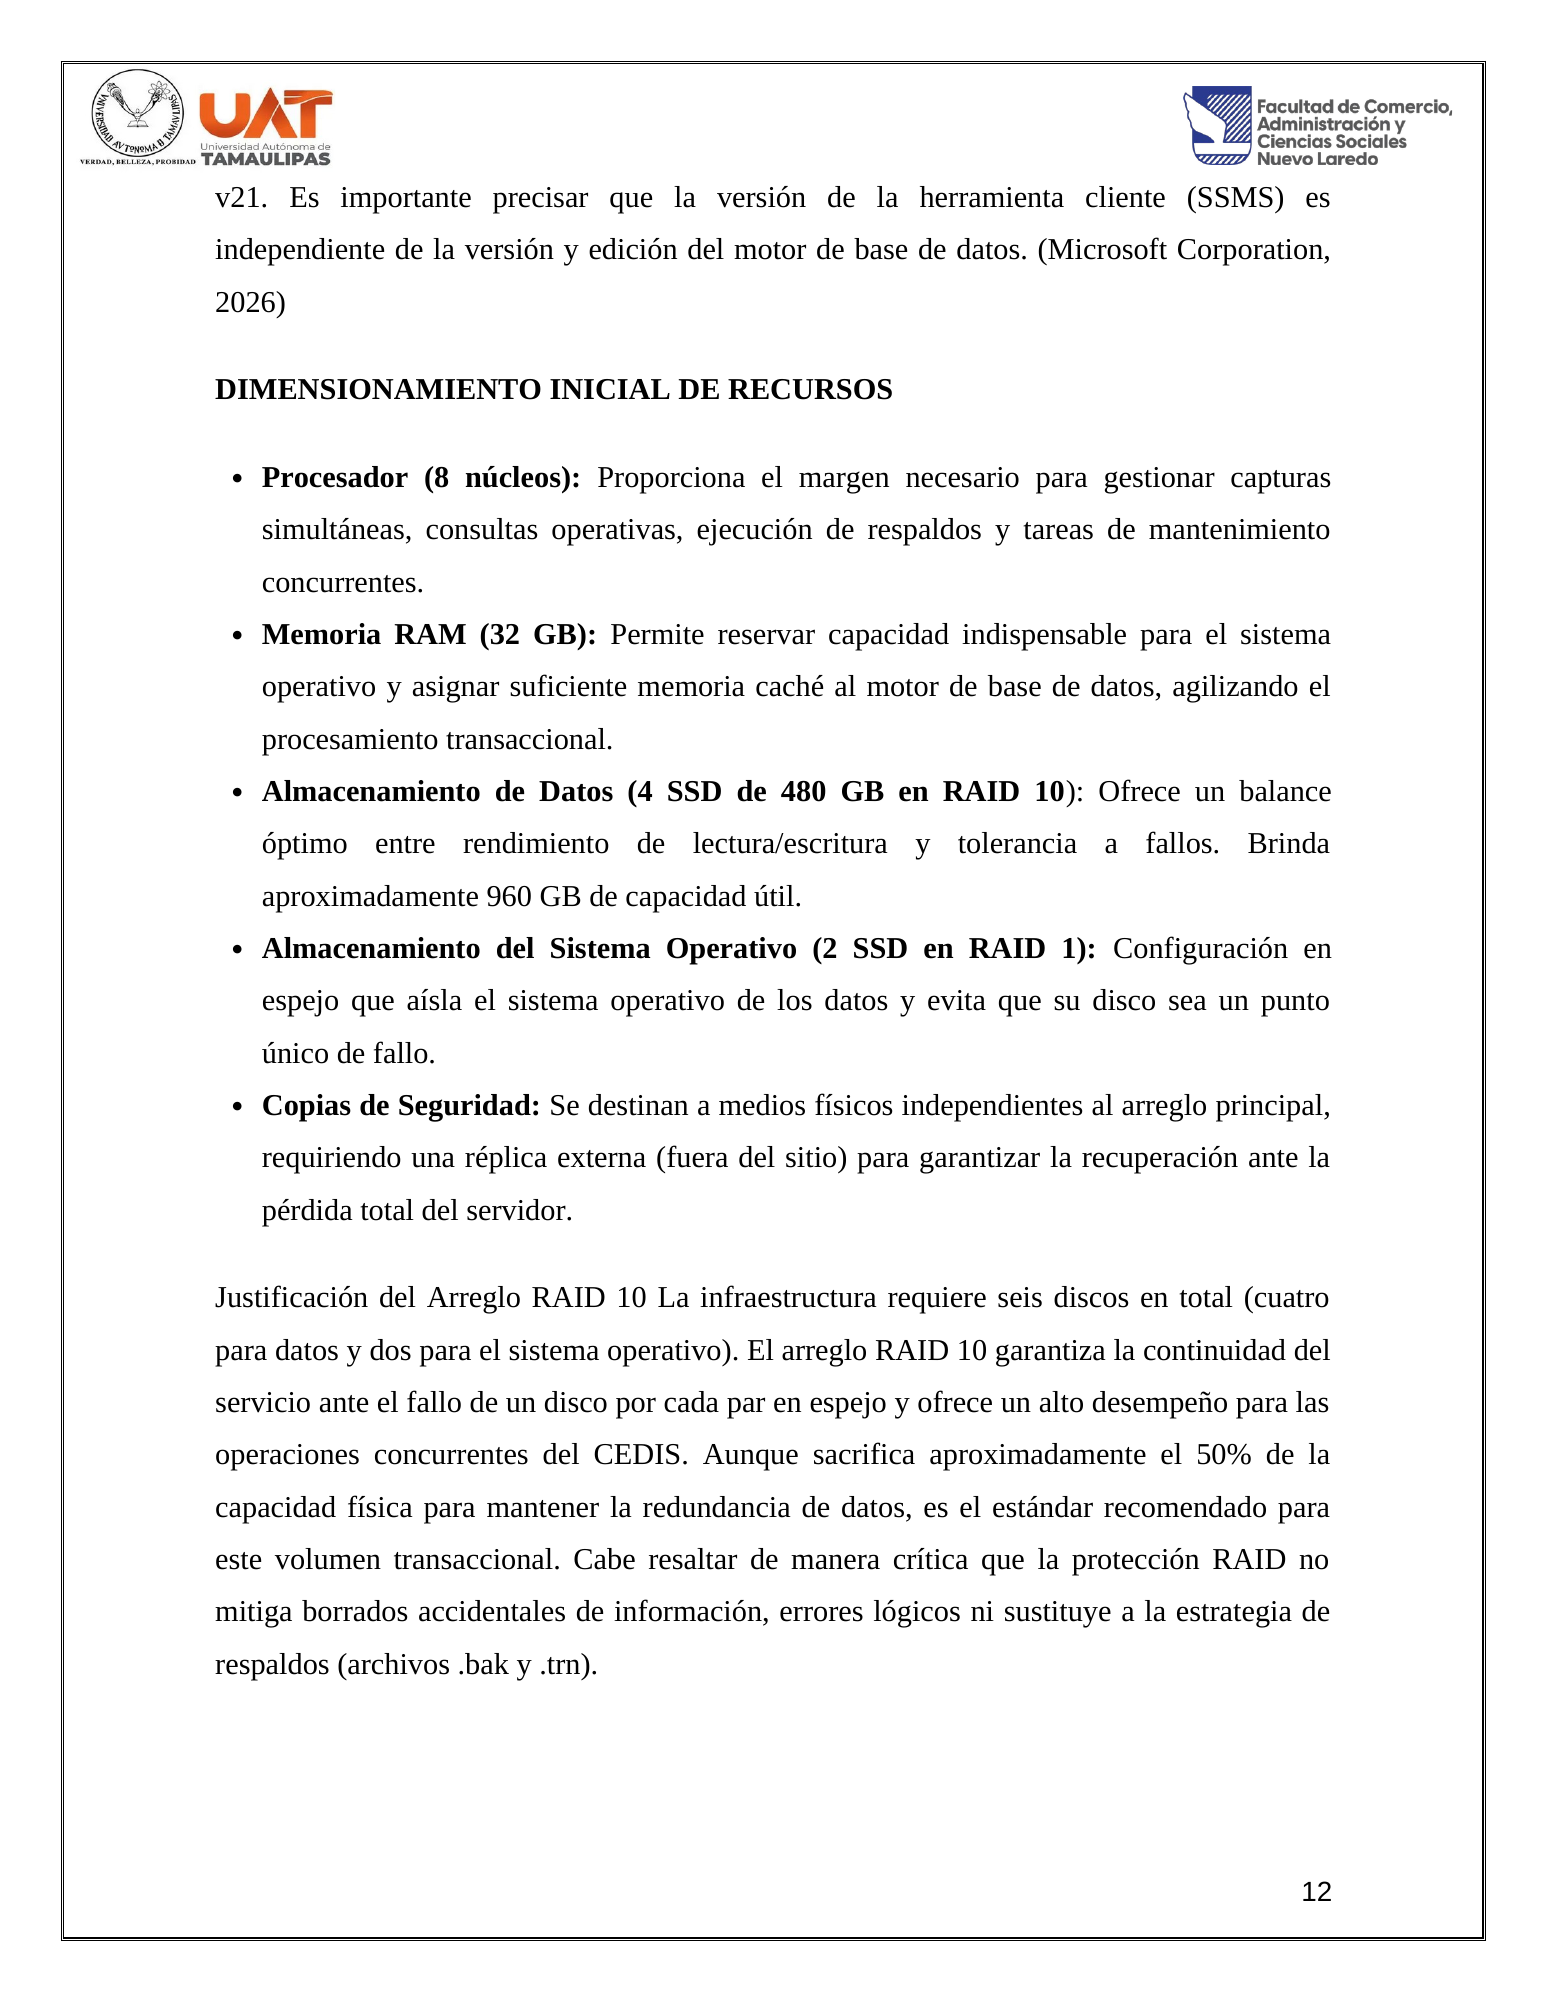 UNIVERSIDAD AUTONOMA DE TAMAULIPAS
VERDAD, BELLEZA, PROBIDAD
UAT
Universidad Autónoma de
TAMAULIPAS
Facultad de Comercio,
Administración y
Ciencias Sociales
Nuevo Laredo
v21. Es importante precisar que la versión de la herramienta cliente (SSMS) es
independiente de la versión y edición del motor de base de datos. (Microsoft Corporation,
2026)
DIMENSIONAMIENTO INICIAL DE RECURSOS
• Procesador (8 núcleos): Proporciona el margen necesario para gestionar capturas
simultáneas, consultas operativas, ejecución de respaldos y tareas de mantenimiento
concurrentes.
• Memoria RAM (32 GB): Permite reservar capacidad indispensable para el sistema
operativo y asignar suficiente memoria caché al motor de base de datos, agilizando el
procesamiento transaccional.
• Almacenamiento de Datos (4 SSD de 480 GB en RAID 10): Ofrece un balance
óptimo entre rendimiento de lectura/escritura y tolerancia a fallos. Brinda
aproximadamente 960 GB de capacidad útil.
• Almacenamiento del Sistema Operativo (2 SSD en RAID 1): Configuración en
espejo que aísla el sistema operativo de los datos y evita que su disco sea un punto
único de fallo.
• Copias de Seguridad: Se destinan a medios físicos independientes al arreglo principal,
requiriendo una réplica externa (fuera del sitio) para garantizar la recuperación ante la
pérdida total del servidor.
Justificación del Arreglo RAID 10 La infraestructura requiere seis discos en total (cuatro
para datos y dos para el sistema operativo). El arreglo RAID 10 garantiza la continuidad del
servicio ante el fallo de un disco por cada par en espejo y ofrece un alto desempeño para las
operaciones concurrentes del CEDIS. Aunque sacrifica aproximadamente el 50% de la
capacidad física para mantener la redundancia de datos, es el estándar recomendado para
este volumen transaccional. Cabe resaltar de manera crítica que la protección RAID no
mitiga borrados accidentales de información, errores lógicos ni sustituye a la estrategia de
respaldos (archivos .bak y .trn).
12